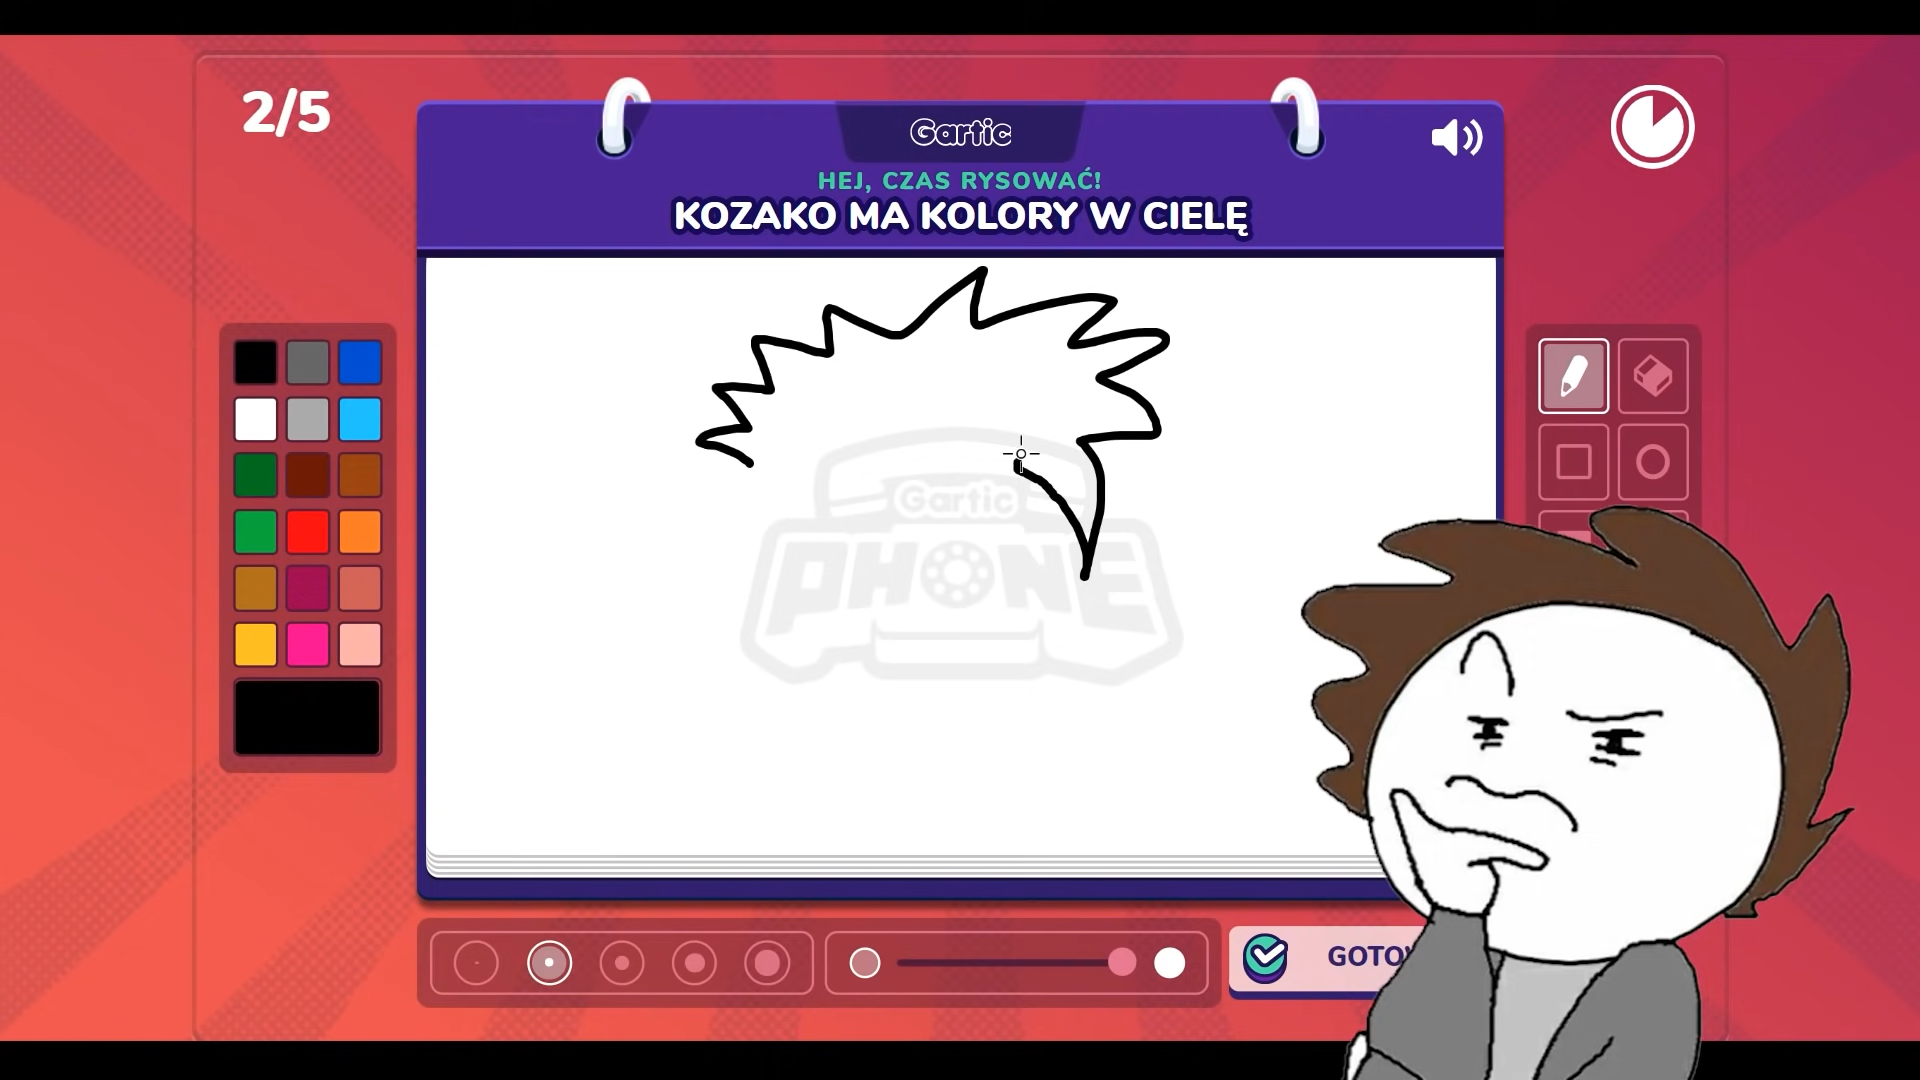 2/5
Gartic
HEJ, CZAS RYSOWAĆ!
KOZAKO MA KOLORY W CIELĘ
Gartic
PHONE